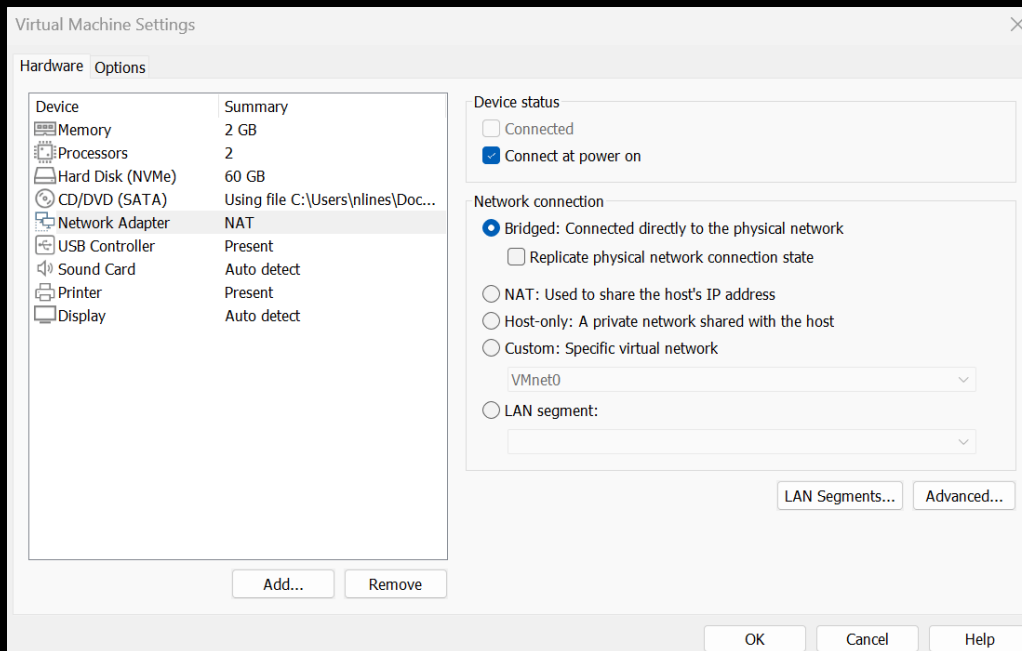 Virtual Machine Settings
Hardware Options
Device Summary
Memory 2 GB
Processors 2
Hard Disk (NVMe) 60 GB
CD/DVD (SATA) Using file C:\Users\nlines\Doc...
Network Adapter NAT
USB Controller Present
Sound Card Auto detect
Printer Present
Display Auto detect
Add... Remove
Device status
Connected
Connect at power on
Network connection
Bridged: Connected directly to the physical network
Replicate physical network connection state
NAT: Used to share the host's IP address
Host-only: A private network shared with the host
Custom: Specific virtual network
VMnet0
LAN segment:
LAN Segments... Advanced...
OK Cancel Help